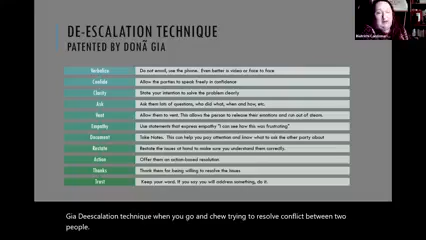 DE-ESCALATION TECHNIQUE
PATENTED BY DONÃ GIA
Verbalize Do not email, use the phone. Even better is video or face to face
Confide Allow the parties to speak freely in confidence
Clarity State your intention to solve the problem clearly
Ask Ask them lots of questions, who did what, when and how, etc.
Vent Allow them to vent. This allows the person to release their emotions and run out of steam.
Empathy Use statements that express empathy "I can see how this was frustrating"
Document Take Notes. This can help you pay attention and know what to ask the other party about
Restate Restate the issues at hand to make sure you understand them correctly.
Action Offer them an action-based resolution
Thanks Thank them for being willing to resolve the issues
Trust Keep your word. If you say you will address something, do it.
Gia Deescalation technique when you go and chew trying to resolve conflict between two
people.